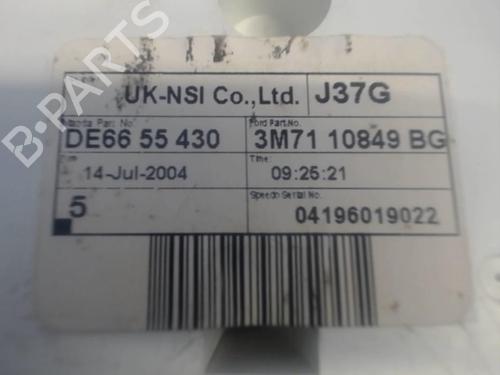 B-PARTS
UK-NSI Co.,Ltd. J37G
Mazda Part No. Ford Part.No.
DE66 55 430 3M71 10849 BG
Date Time:
14-Jul-2004 09:25:21
5 Speedo Serial No.
04196019022